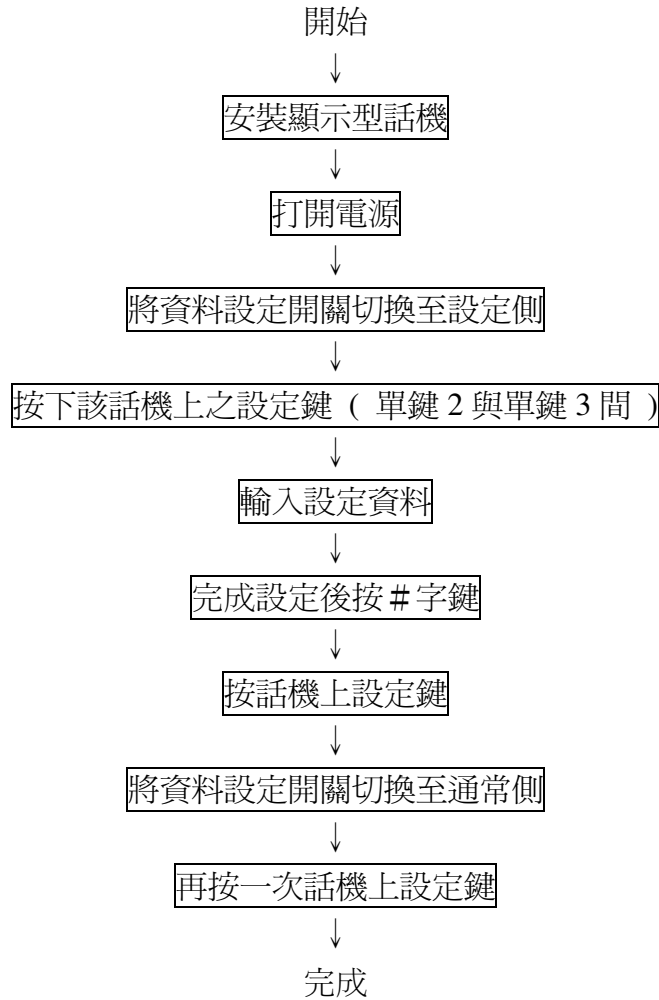 開始
↓
安裝顯示型話機
↓
打開電源
↓
將資料設定開關切換至設定側
↓
按下該話機上之設定鍵 ( 單鍵 2 與單鍵 3 間 )
↓
輸入設定資料
↓
完成設定後按＃字鍵
↓
按話機上設定鍵
↓
將資料設定開關切換至通常側
↓
再按一次話機上設定鍵
↓
完成